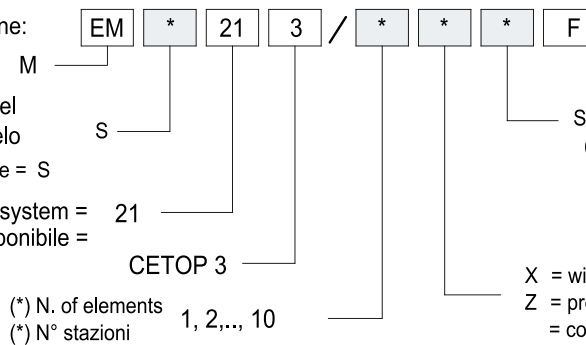 ne: EM * 21 3 / * * * F
M
el
elo S
S
e = S
system = 21
ponibile =
CETOP 3
X = wi
(*) N. of elements 1, 2,.., 10 Z = pr
(*) N° stazioni = co